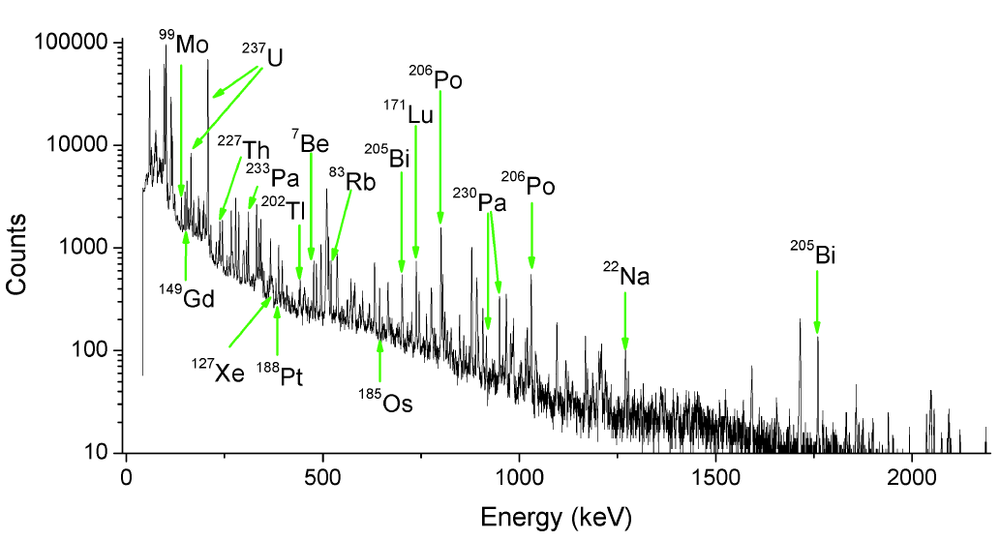 100000
10000
1000
100
10
Counts
0
500
1000
1500
2000
Energy (keV)
⁹⁹Mo
²³⁷U
²²⁷Th
²³³Pa
²⁰²Tl
⁷Be
⁸³Rb
²⁰⁵Bi
¹⁷¹Lu
²⁰⁶Po
²³⁰Pa
²⁰⁶Po
²²Na
²⁰⁵Bi
¹⁴⁹Gd
¹²⁷Xe
¹⁸⁸Pt
¹⁸⁵Os